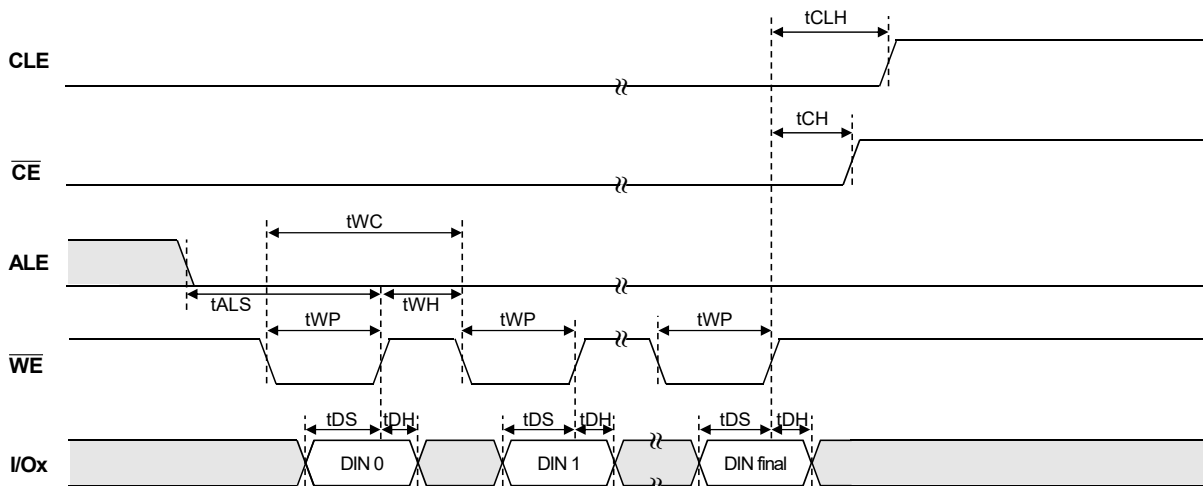 tCLH
CLE
tCH
CE
tWC
ALE
tALS
tWH
tWP
tWP
tWP
WE
tDS
tDH
tDS
tDH
tDS
tDH
I/Ox
DIN 0
DIN 1
DIN final